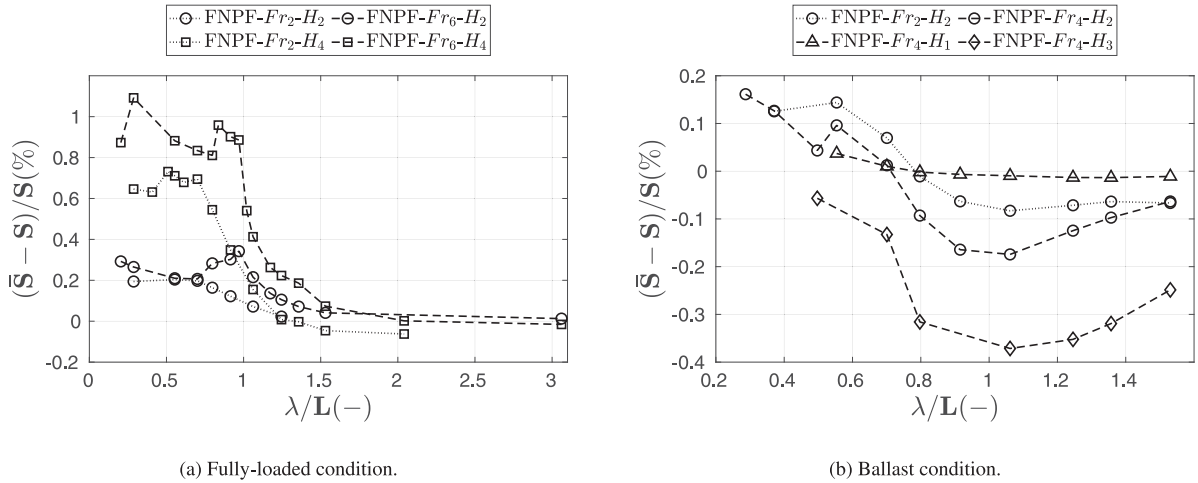 FNPF-Fr₂-H₂ FNPF-Fr₆-H₂
FNPF-Fr₂-H₄ FNPF-Fr₆-H₄
1
0.8
0.6
0.4
0.2
0
-0.2
(S̄ − S)/S(%)
0 0.5 1 1.5 2 2.5 3
λ/L(−)
(a) Fully-loaded condition.
FNPF-Fr₂-H₂ FNPF-Fr₄-H₂
FNPF-Fr₄-H₁ FNPF-Fr₄-H₃
0.2
0.1
0
-0.1
-0.2
-0.3
-0.4
(S̄ − S)/S(%)
0.2 0.4 0.6 0.8 1 1.2 1.4
λ/L(−)
(b) Ballast condition.